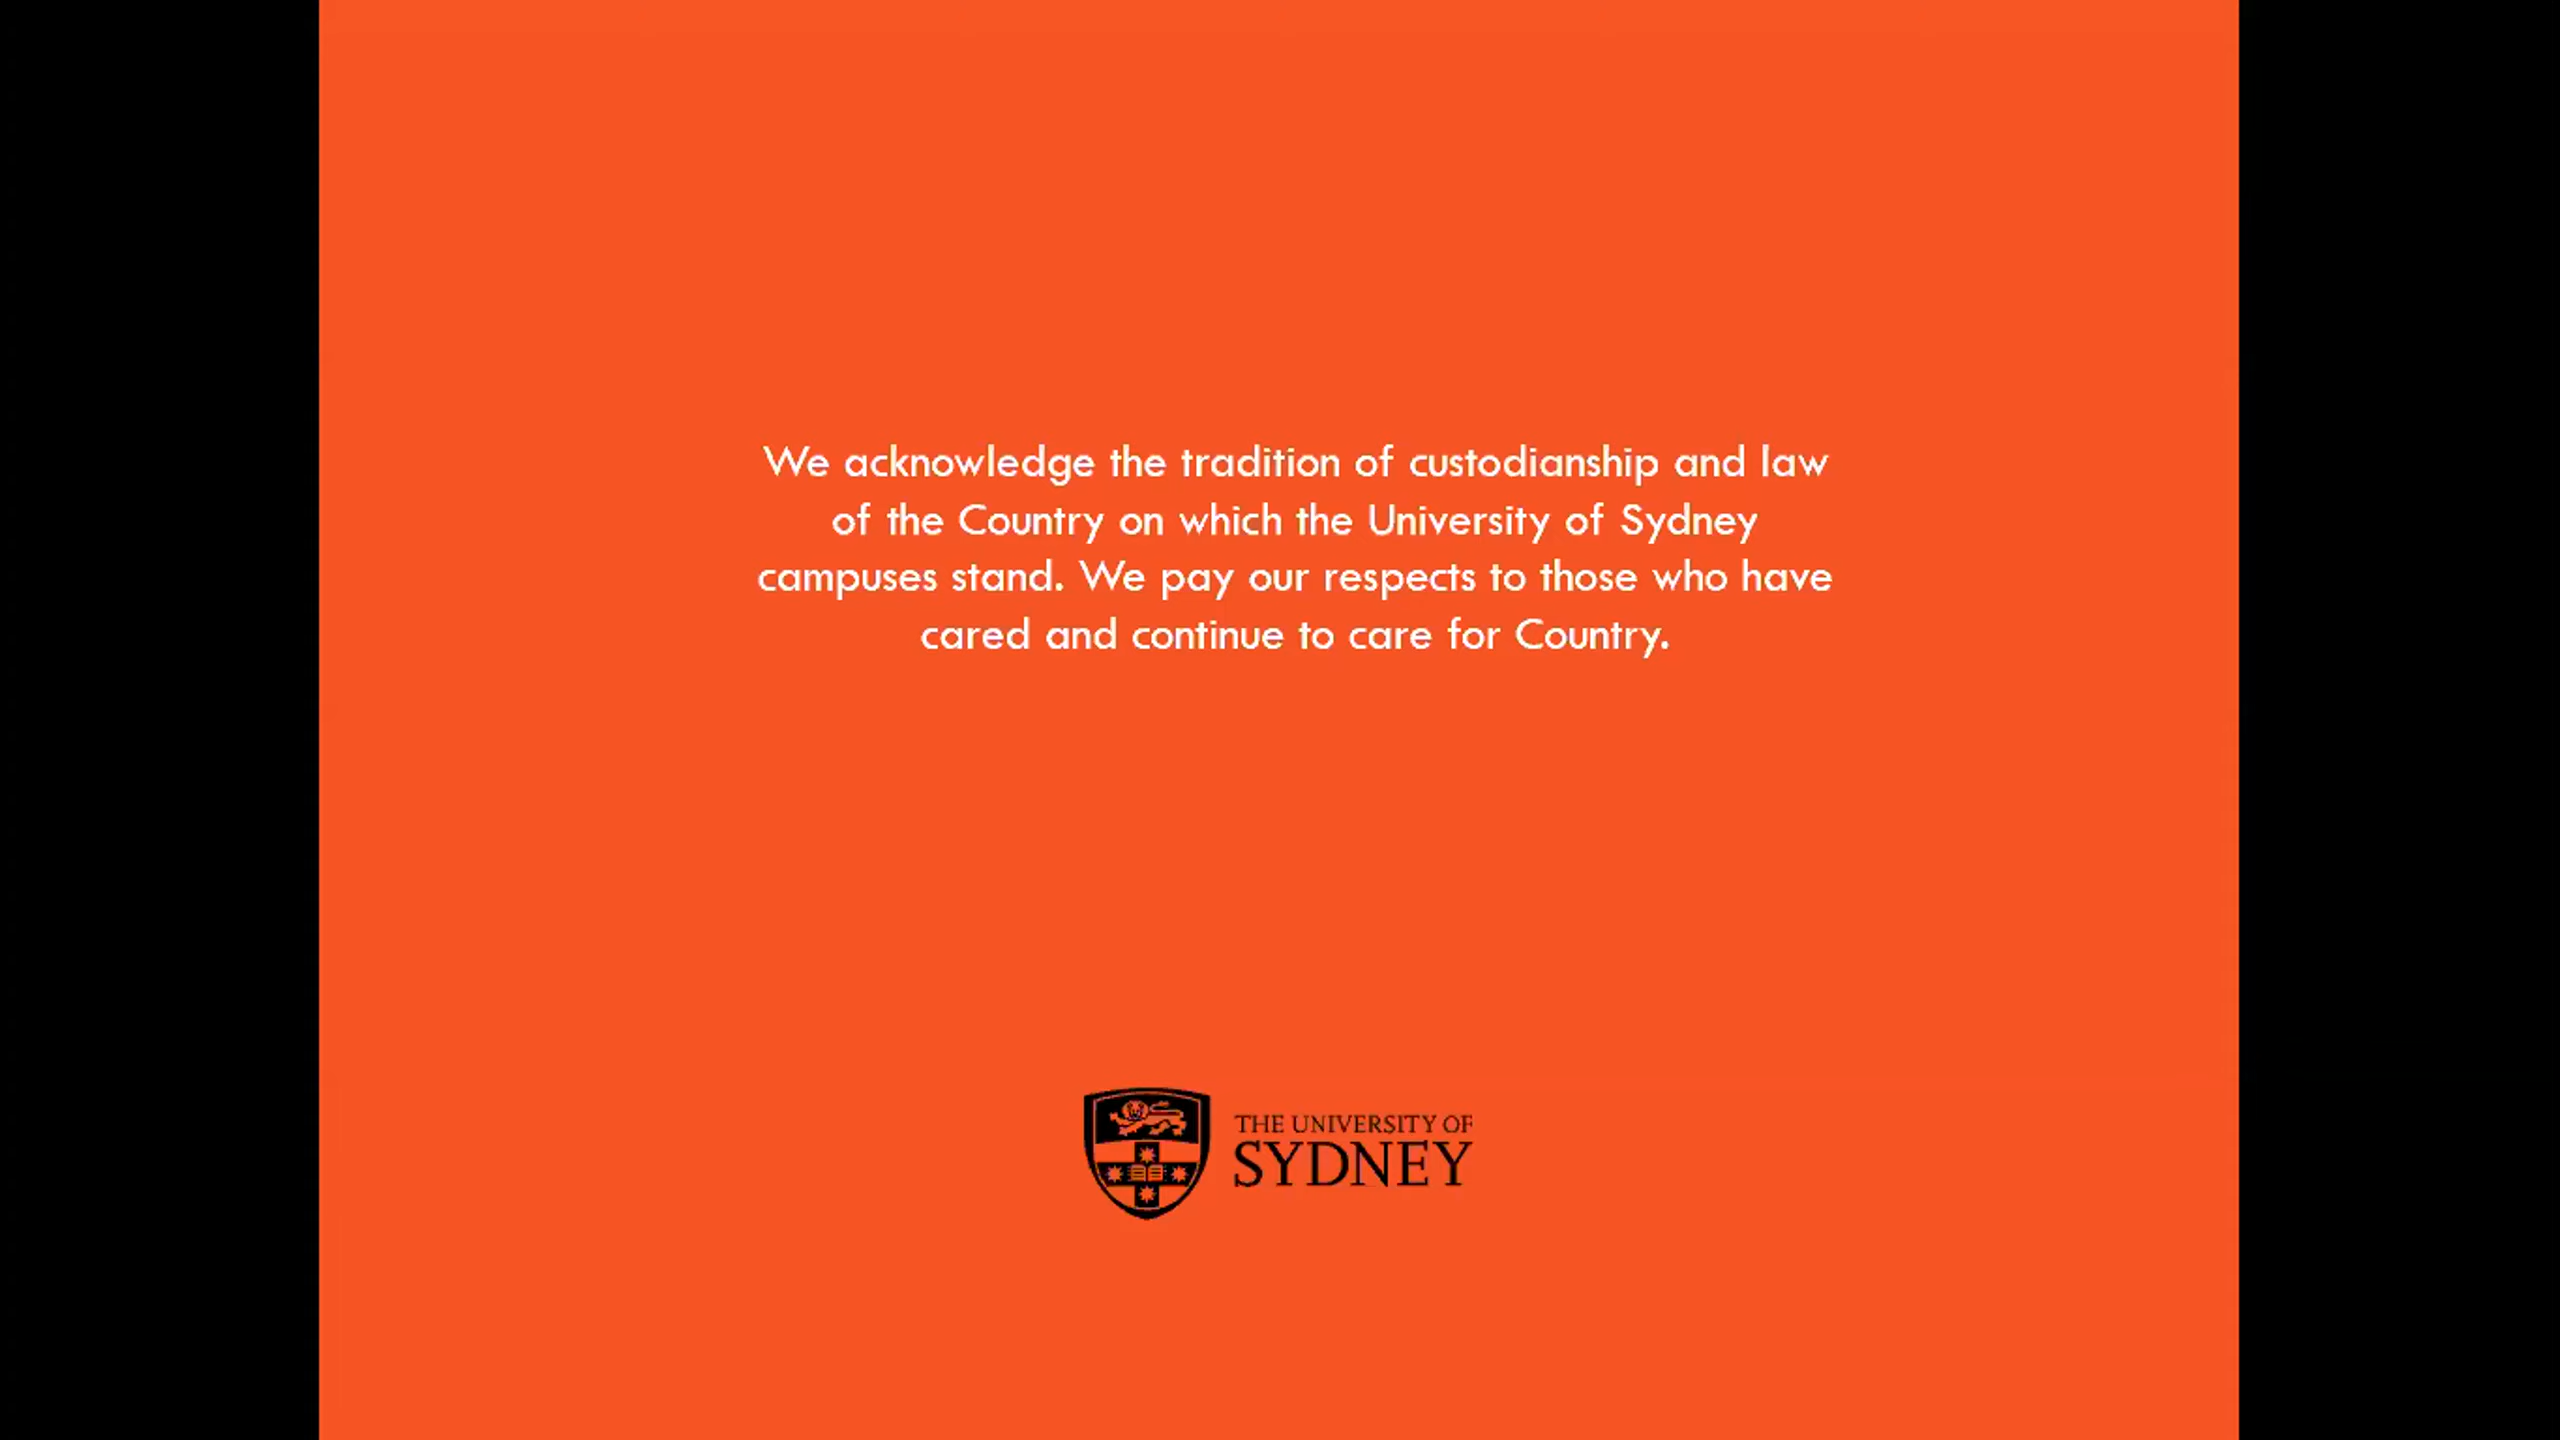 We acknowledge the tradition of custodianship and law
of the Country on which the University of Sydney
campuses stand. We pay our respects to those who have
cared and continue to care for Country.
THE UNIVERSITY OF
SYDNEY